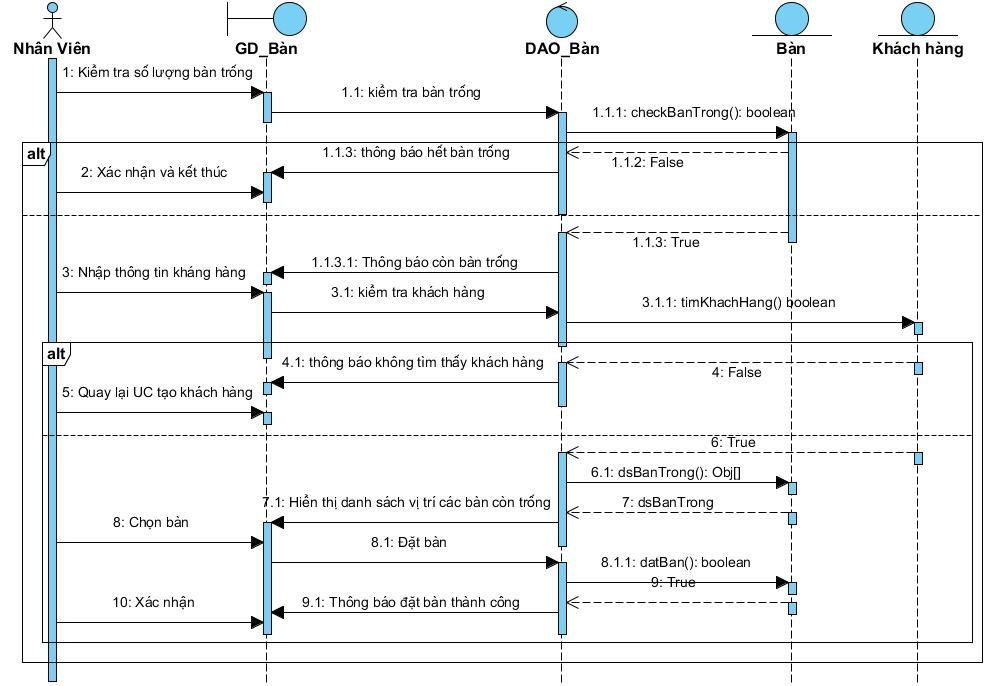 Nhân Viên
GD_Bàn
DAO_Bàn
Bàn
Khách hàng
1: Kiểm tra số lượng bàn trống
1.1: kiểm tra bàn trống
1.1.1: checkBanTrong(): boolean
alt
1.1.3: thông báo hết bàn trống
1.1.2: False
2: Xác nhận và kết thúc
1.1.3: True
1.1.3.1: Thông báo còn bàn trống
3: Nhập thông tin kháng hàng
3.1: kiểm tra khách hàng
3.1.1: timKhachHang() boolean
alt
4.1: thông báo không tìm thấy khách hàng
4: False
5: Quay lại UC tạo khách hàng
6: True
6.1: dsBanTrong(): Obj[]
7.1: Hiển thị danh sách vị trí các bàn còn trống
7: dsBanTrong
8: Chọn bàn
8.1: Đặt bàn
8.1.1: datBan(): boolean
9: True
10: Xác nhận
9.1: Thông báo đặt bàn thành công